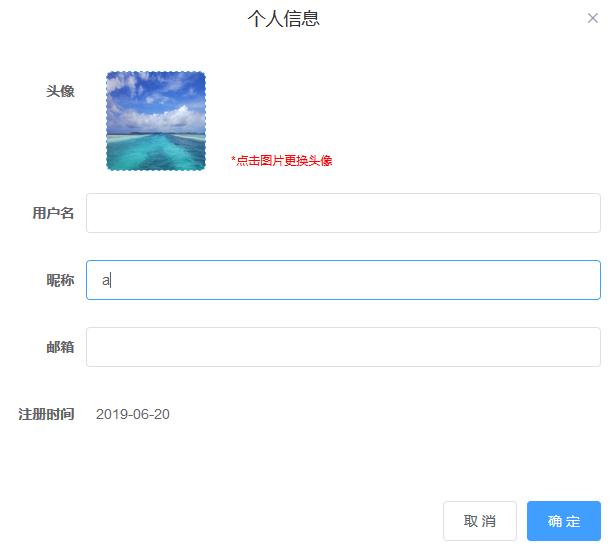 个人信息
头像
*点击图片更换头像
用户名
昵称 a
邮箱
注册时间 2019-06-20
取消 确定